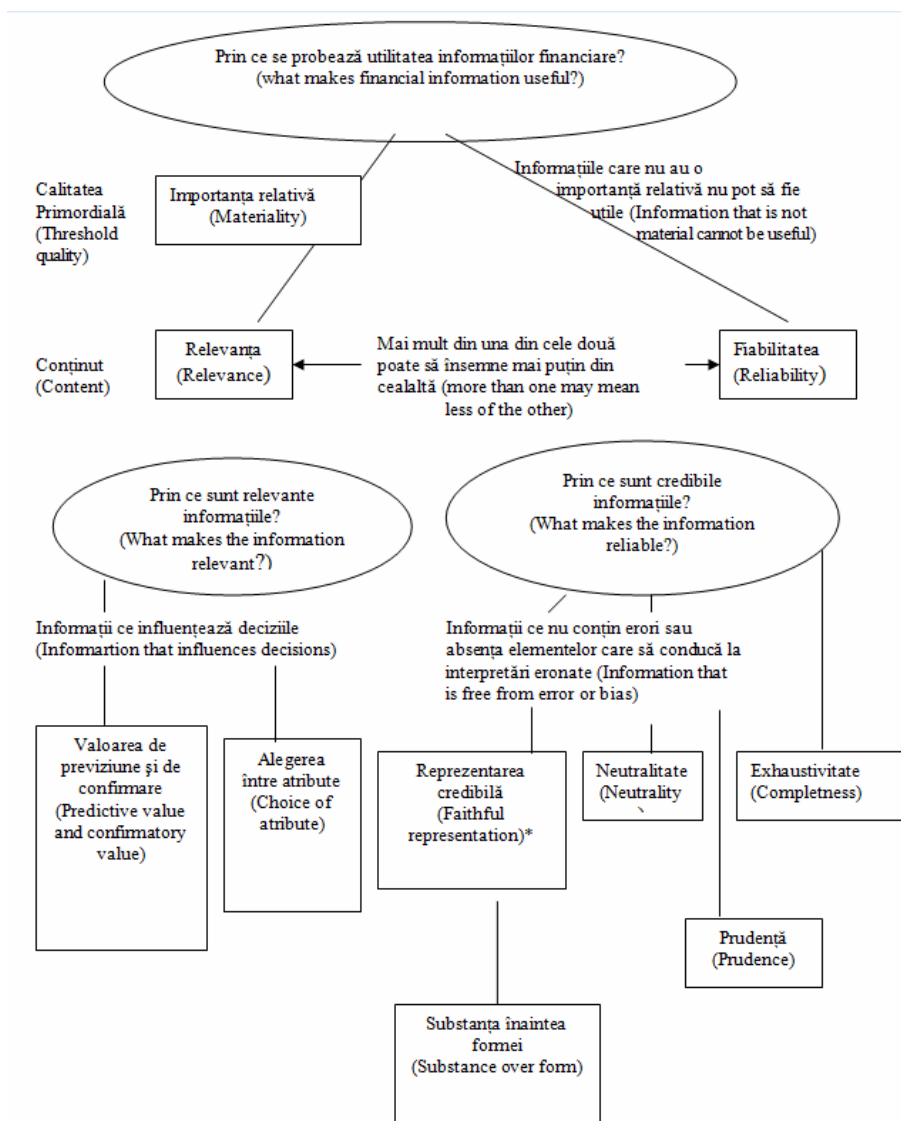 Prin ce se probează utilitatea informațiilor financiare?
(what makes financial information useful?)
Calitatea
Primordială
(Threshold
quality)
Importanța relativă
(Materiality)
Informațiile care nu au o
importanță relativă nu pot să fie
utile (Information that is not
material cannot be useful)
Conținut
(Content)
Relevanța
(Relevance)
Mai mult din una din cele două
poate să însemne mai puțin din
cealaltă (more than one may mean
less of the other)
Fiabilitatea
(Reliability)
Prin ce sunt relevante
informațiile?
(What makes the information
relevant?)
Prin ce sunt credibile
informațiile?
(What makes the information
reliable?)
Informații ce influențează deciziile
(Informartion that influences decisions)
Informații ce nu conțin erori sau
absența elementelor care să conducă la
interpretări eronate (Information that
is free from error or bias)
Valoarea de
previziune şi de
confirmare
(Predictive value
and confirmatory
value)
Alegerea
între atribute
(Choice of
atribute)
Reprezentarea
credibilă
(Faithful
representation)*
Neutralitate
(Neutrality
Exhaustivitate
(Completness)
Prudență
(Prudence)
Substanța înaintea
formei
(Substance over form)